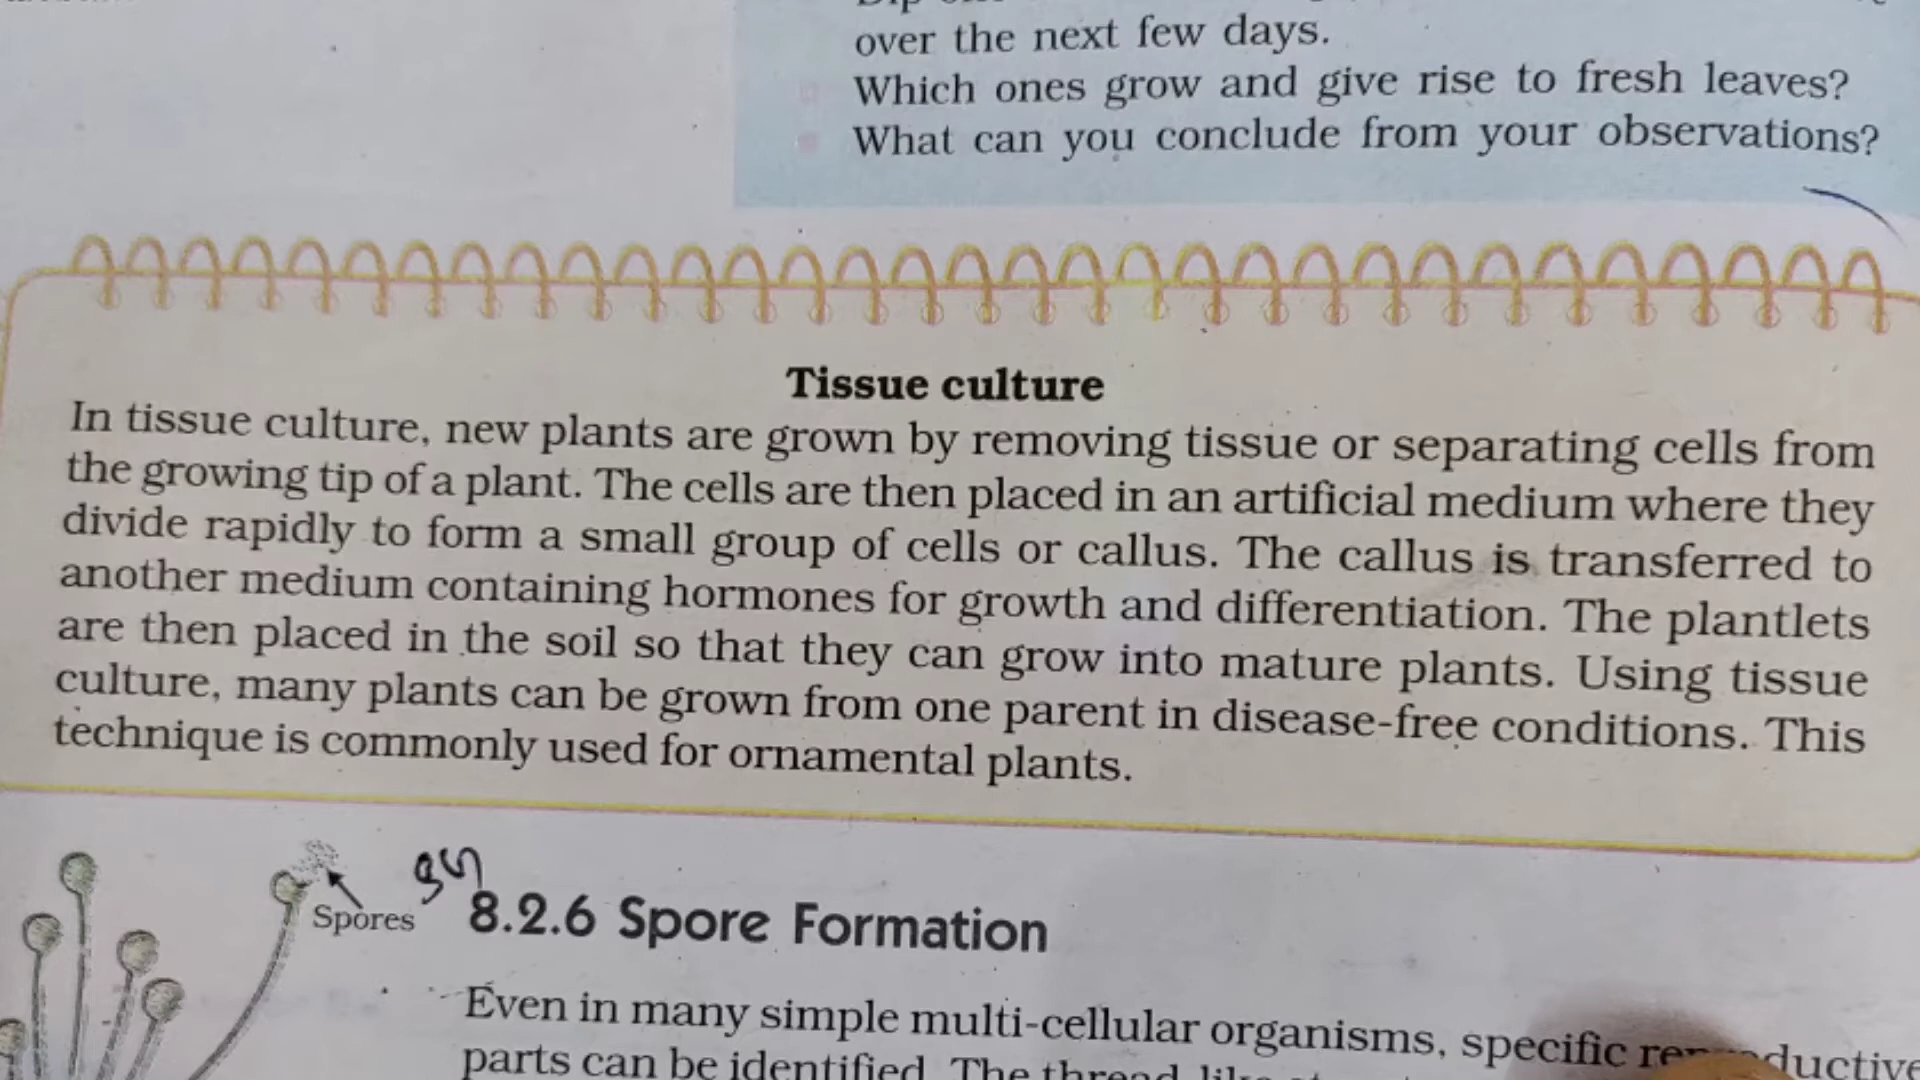 over the next few days.
Which ones grow and give rise to fresh leaves?
What can you conclude from your observations?
Tissue culture
In tissue culture, new plants are grown by removing tissue or separating cells from
the growing tip of a plant. The cells are then placed in an artificial medium where they
divide rapidly to form a small group of cells or callus. The callus is transferred to
another medium containing hormones for growth and differentiation. The plantlets
are then placed in the soil so that they can grow into mature plants. Using tissue
culture, many plants can be grown from one parent in disease-free conditions. This
technique is commonly used for ornamental plants.
Spores
8.2.6 Spore Formation
Even in many simple multi-cellular organisms, specific
parts can be identified. The thread